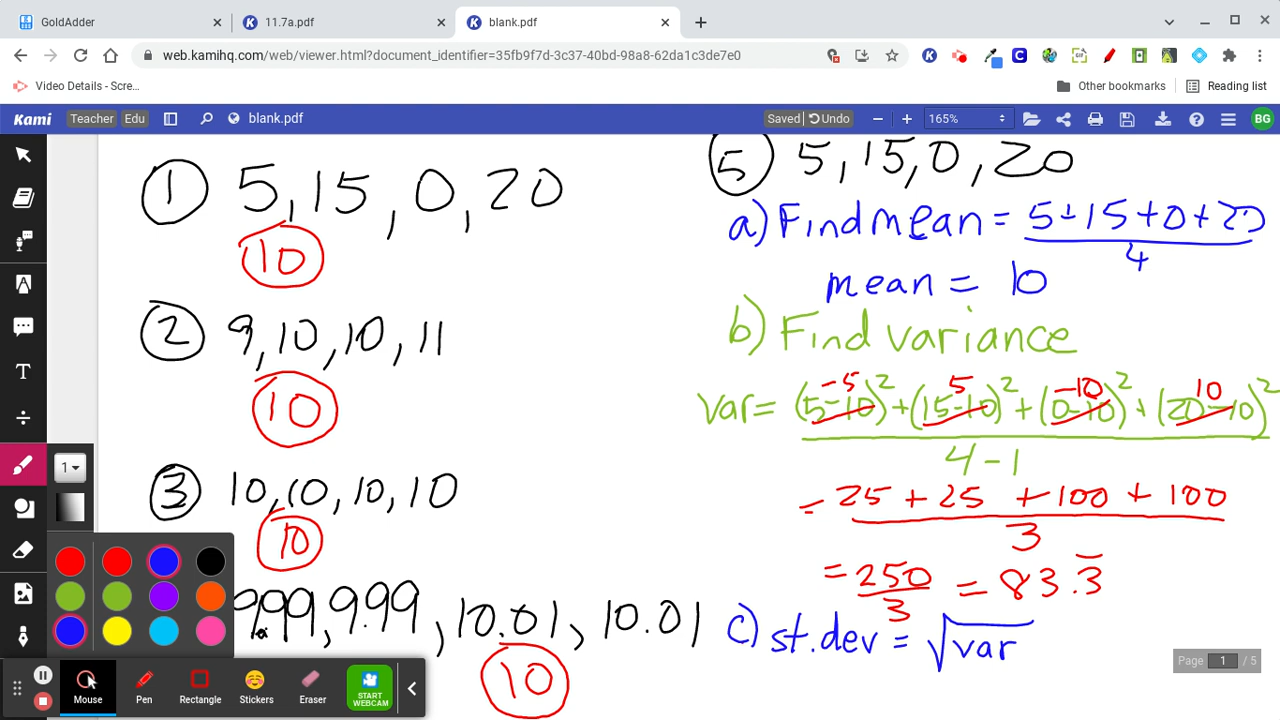 GoldAdder
11.7a.pdf
blank.pdf
web.kamihq.com/web/viewer.html?document_identifier=35fb9f7d-3c37-40bd-98a8-62da1c3de7e0
Video Details - Scre...
Other bookmarks
Reading list
Kami Teacher Edu blank.pdf Saved Undo 165% BG
① 5, 15, 0, 20
10
② 9, 10, 10, 11
10
③ 10, 10, 10, 10
10
9.99, 9.99, 10.01, 10.01
10
⑤ 5, 15, 0, 20
a) Find mean = 5+15+0+20
4
mean = 10
b) Find variance
-5 5 -10 10
var = (5-10)² + (15-10)² + (0-10)² + (20-10)²
4 - 1
= 25 + 25 + 100 + 100
3
= 250/3 = 83.3̅
c) st.dev = √var
1
Mouse
Pen
Rectangle
Stickers
Eraser
START WEBCAM
Page 1 / 5